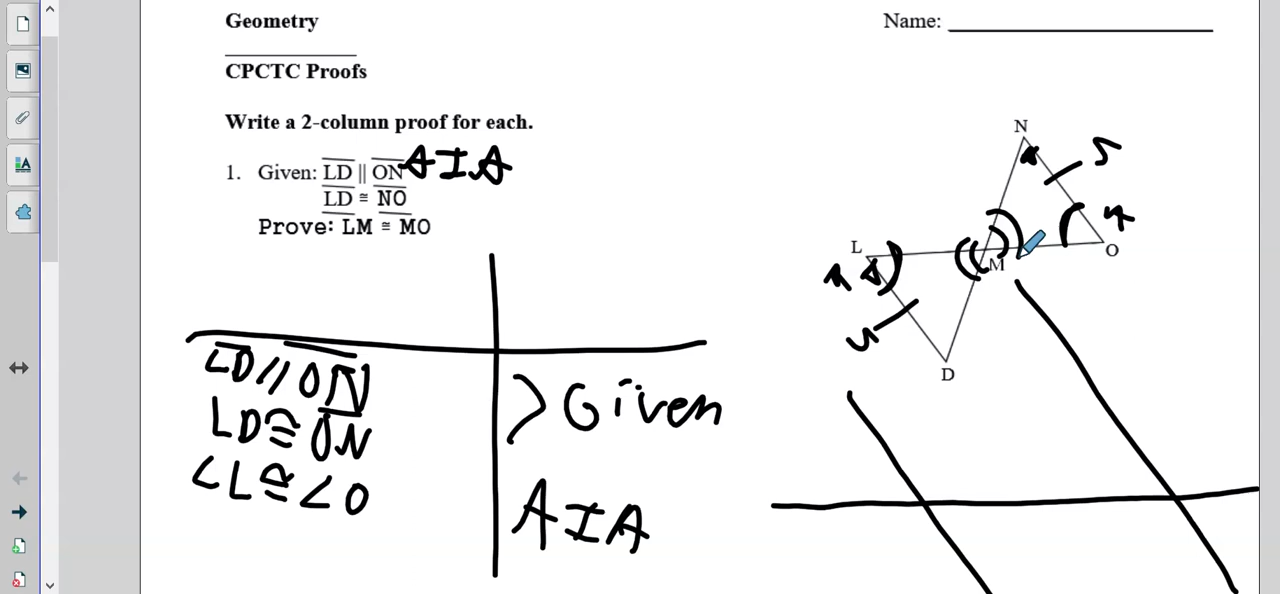 Geometry
Name:
CPCTC Proofs
Write a 2-column proof for each.
1. Given: LD || ON AIA
LD ≅ NO
Prove: LM ≅ MO
N
S
A
A
O
L
M
A
A
S
D
LD // ON
LD ≅ ON
> Given
∠L ≅ ∠O
AIA